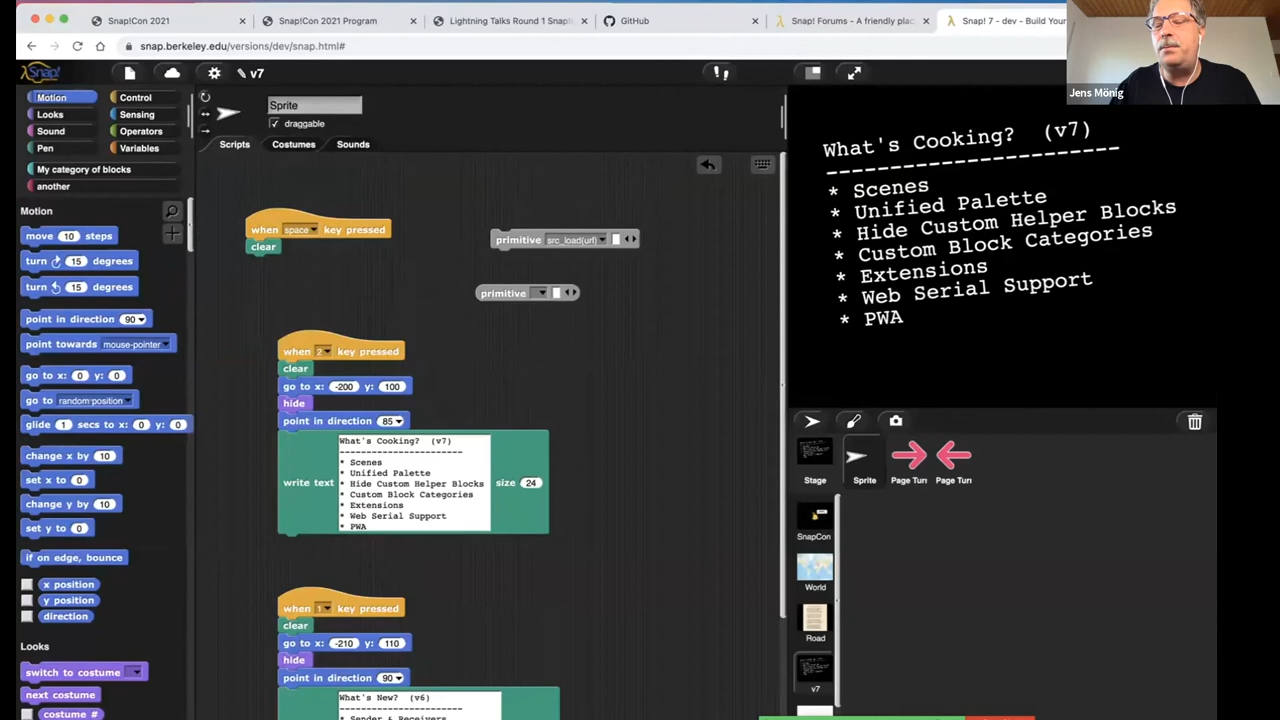 Snap!Con 2021
Snap!Con 2021 Program
Lightning Talks Round 1 Snap!
GitHub
Snap! Forums - A friendly plac
Snap! 7 - dev - Build Your
snap.berkeley.edu/versions/dev/snap.html#
Snap!
v7
Jens Mönig
Motion
Control
Looks
Sensing
Sound
Operators
Pen
Variables
My category of blocks
another
Sprite
draggable
Scripts
Costumes
Sounds
Motion
move 10 steps
turn 15 degrees
turn 15 degrees
point in direction 90
point towards mouse-pointer
go to x: 0 y: 0
go to random position
glide 1 secs to x: 0 y: 0
change x by 10
set x to 0
change y by 10
set y to 0
if on edge, bounce
x position
y position
direction
Looks
switch to costume
next costume
costume #
when space key pressed
clear
primitive src_load(url)
primitive
when 2 key pressed
clear
go to x: -200 y: 100
hide
point in direction 85
write text
What's Cooking? (v7)
-----------------------
* Scenes
* Unified Palette
* Hide Custom Helper Blocks
* Custom Block Categories
* Extensions
* Web Serial Support
* PWA
size 24
when 1 key pressed
clear
go to x: -210 y: 110
hide
point in direction 90
What's New? (v6)
-----------------------
* Sender & Receivers
What's Cooking? (v7)
----------------------
* Scenes
* Unified Palette
* Hide Custom Helper Blocks
* Custom Block Categories
* Extensions
* Web Serial Support
* PWA
Stage
Sprite
Page Tun
Page Tun
SnapCon
World
Road
v7